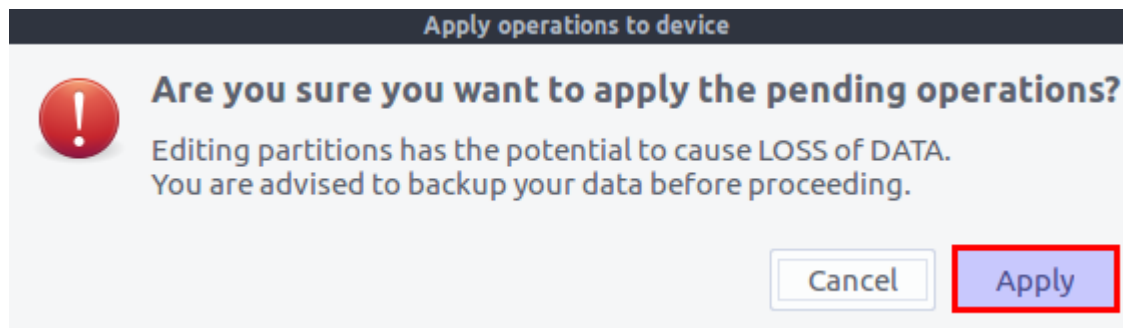 Apply operations to device
Are you sure you want to apply the pending operations?
Editing partitions has the potential to cause LOSS of DATA.
You are advised to backup your data before proceeding.
Cancel Apply